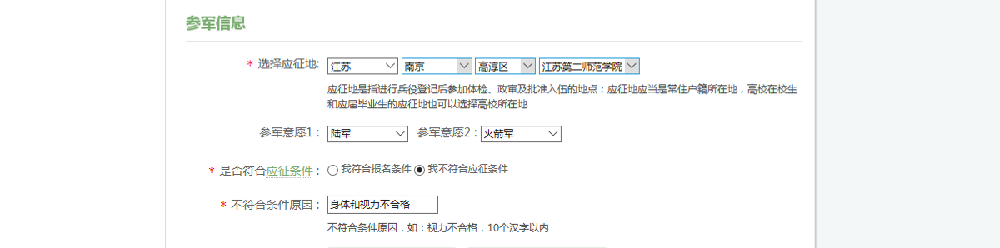 参军信息
* 选择应征地: 江苏 南京 高淳区 江苏第二师范学院
应征地是指进行兵役登记后参加体检、政审及批准入伍的地点；应征地应当是常住户籍所在地，高校在校生
和应届毕业生的应征地也可以选择高校所在地
参军意愿1： 陆军 参军意愿2： 火箭军
* 是否符合应征条件： 我符合报名条件 我不符合应征条件
* 不符合条件原因： 身体和视力不合格
不符合条件原因，如：视力不合格，10个汉字以内